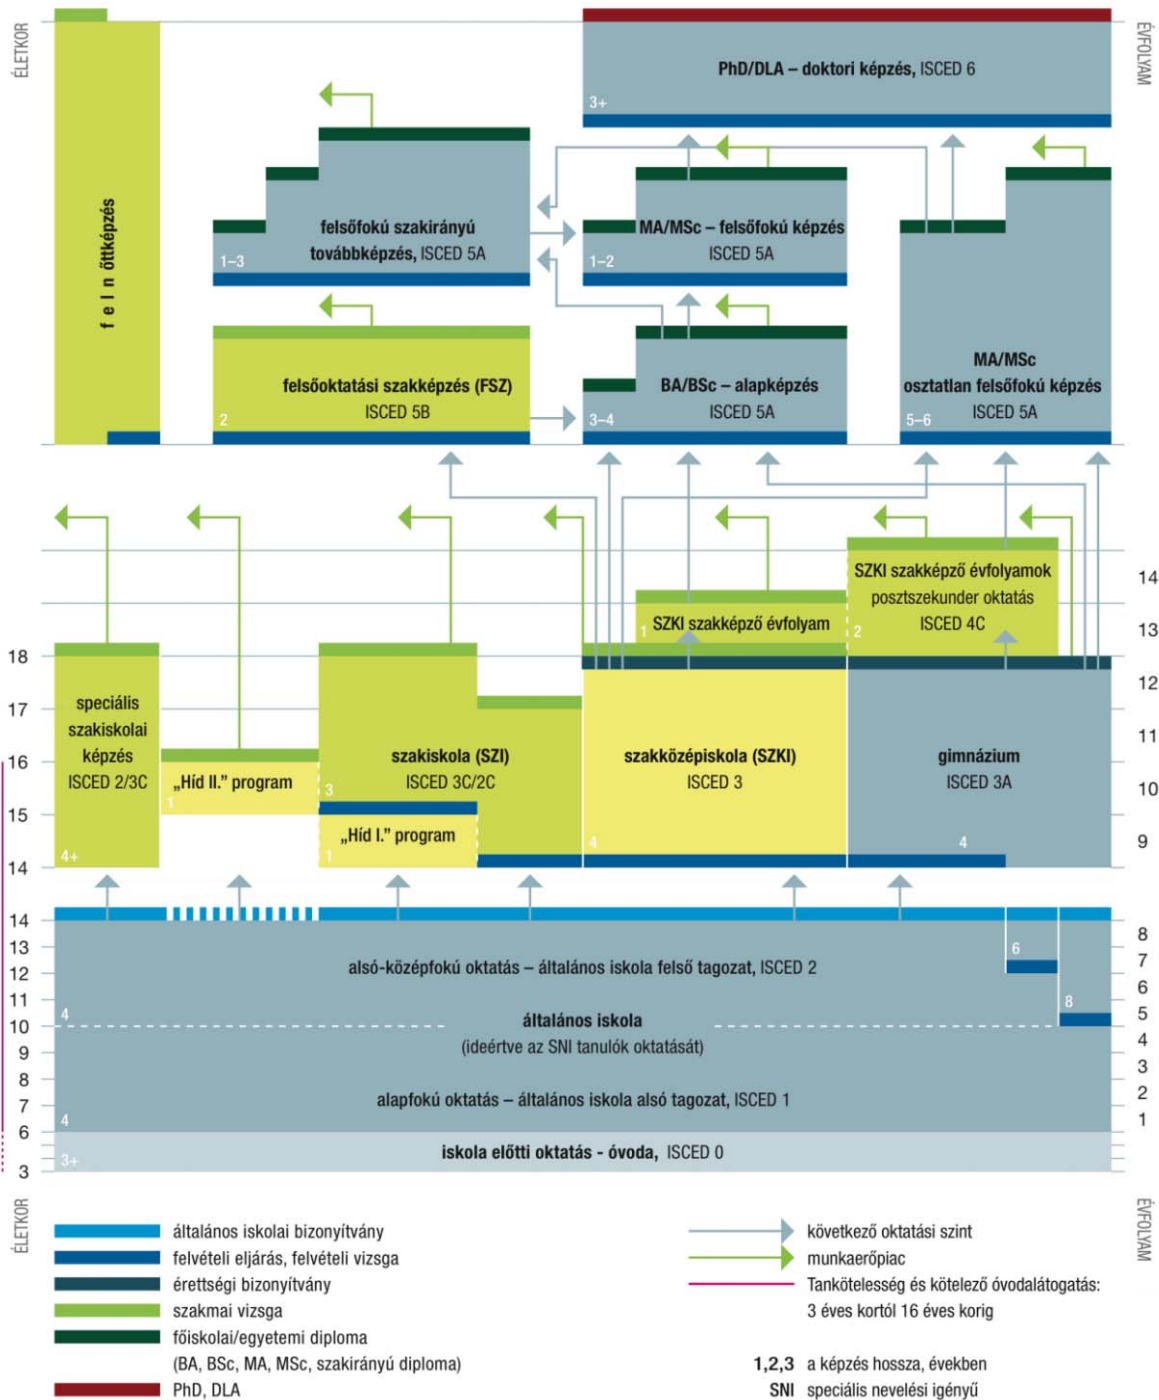 ÉLETKOR
ÉVFOLYAM
PhD/DLA – doktori képzés, ISCED 6
3+
feln őttképzés
felsőfokú szakirányú
továbbképzés, ISCED 5A
1–3
MA/MSc – felsőfokú képzés
ISCED 5A
1–2
felsőoktatási szakképzés (FSZ)
ISCED 5B
2
BA/BSc – alapképzés
ISCED 5A
3–4
MA/MSc
osztatlan felsőfokú képzés
ISCED 5A
5–6
SZKI szakképző évfolyamok
posztszekunder oktatás
ISCED 4C
2
14
13
SZKI szakképző évfolyam
1
18
17
16
15
14
12
11
10
9
speciális
szakiskolai
képzés
ISCED 2/3C
4+
„Híd II.” program
1
szakiskola (SZI)
ISCED 3C/2C
3
„Híd I.” program
1
szakközépiskola (SZKI)
ISCED 3
4
gimnázium
ISCED 3A
4
14
13
12
11
10
9
8
7
6
3
8
7
6
5
4
3
2
1
alsó-középfokú oktatás – általános iskola felső tagozat, ISCED 2
6
8
4
általános iskola
(ideértve az SNI tanulók oktatását)
alapfokú oktatás – általános iskola alsó tagozat, ISCED 1
4
iskola előtti oktatás - óvoda, ISCED 0
3+
ÉLETKOR
ÉVFOLYAM
általános iskolai bizonyítvány
felvételi eljárás, felvételi vizsga
érettségi bizonyítvány
szakmai vizsga
főiskolai/egyetemi diploma
(BA, BSc, MA, MSc, szakirányú diploma)
PhD, DLA
következő oktatási szint
munkaerőpiac
Tankötelesség és kötelező óvodalátogatás:
3 éves kortól 16 éves korig
1,2,3 a képzés hossza, években
SNI speciális nevelési igényű